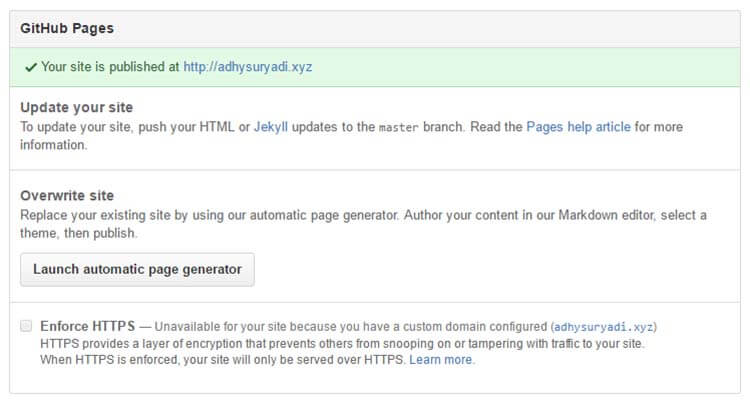 GitHub Pages
Your site is published at http://adhysuryadi.xyz
Update your site
To update your site, push your HTML or Jekyll updates to the master branch. Read the Pages help article for more
information.
Overwrite site
Replace your existing site by using our automatic page generator. Author your content in our Markdown editor, select a
theme, then publish.
Launch automatic page generator
Enforce HTTPS — Unavailable for your site because you have a custom domain configured (adhysuryadi.xyz)
HTTPS provides a layer of encryption that prevents others from snooping on or tampering with traffic to your site.
When HTTPS is enforced, your site will only be served over HTTPS. Learn more.